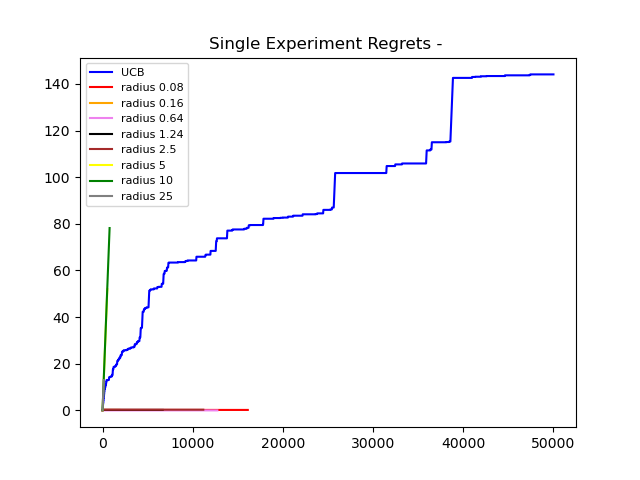 Single Experiment Regrets -
UCB
radius 0.08
radius 0.16
radius 0.64
radius 1.24
radius 2.5
radius 5
radius 10
radius 25
140
120
100
80
60
40
20
0
0 10000 20000 30000 40000 50000